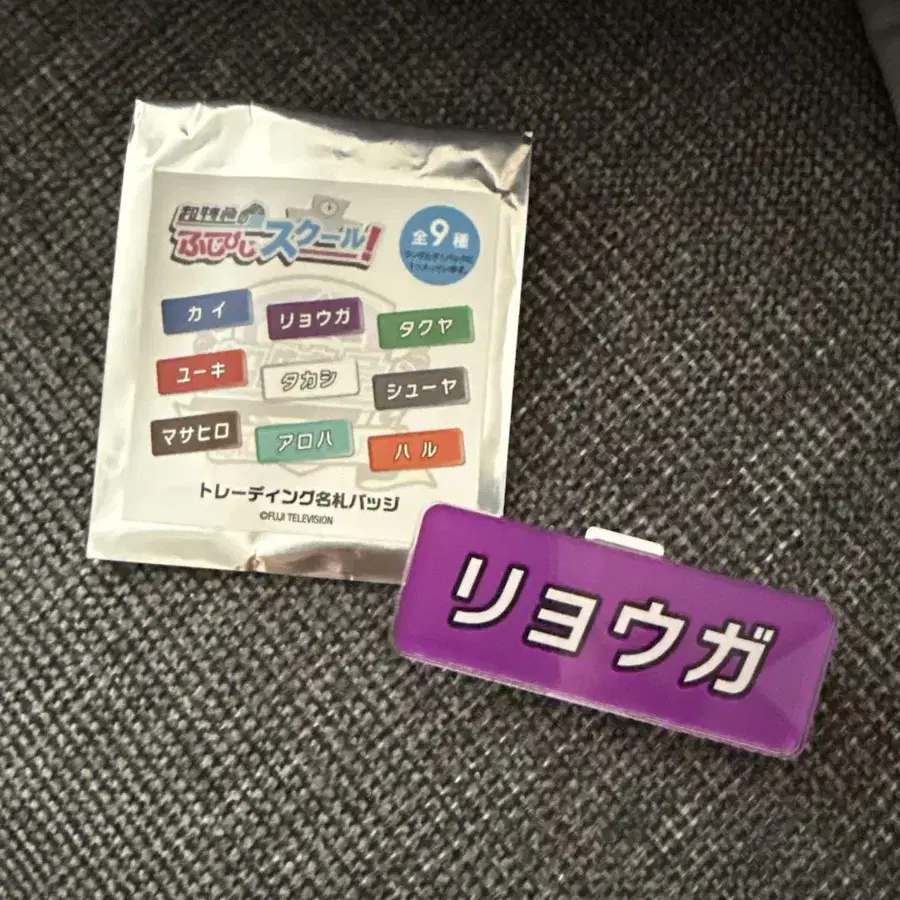 超特急
ふじびじスクール!
全9種
カイ
リョウガ
タクヤ
ユーキ
タカシ
シューヤ
マサヒロ
アロハ
ハル
トレーディング名札バッジ
©FUJI TELEVISION
リョウガ